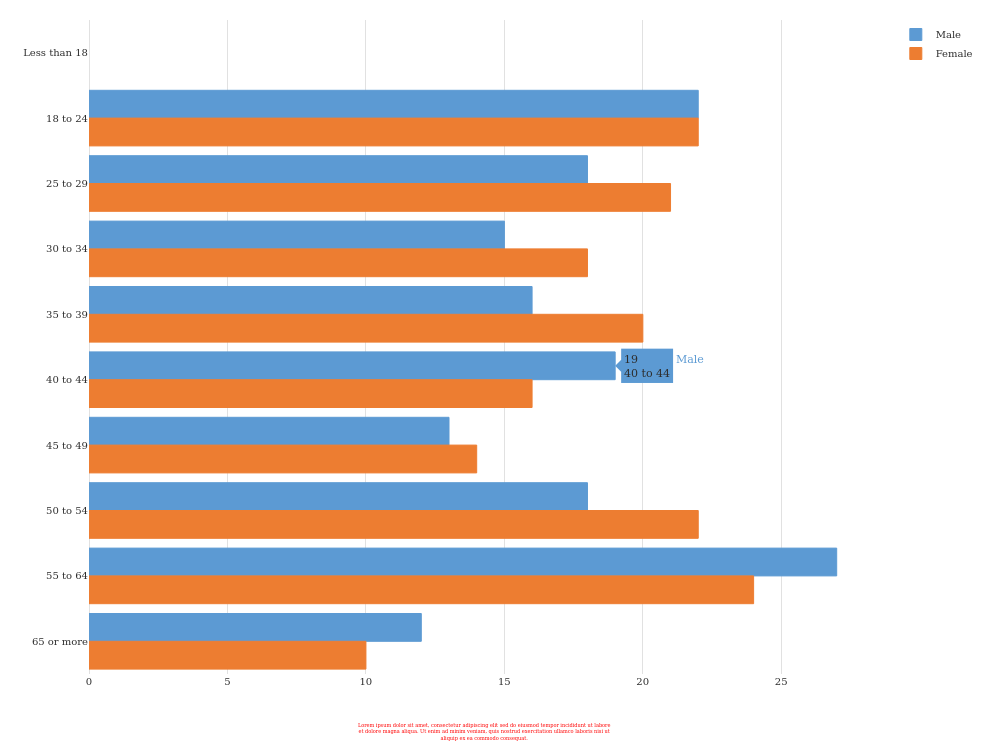 Less than 18
18 to 24
25 to 29
30 to 34
35 to 39
40 to 44
45 to 49
50 to 54
55 to 64
65 or more
0 5 10 15 20 25
19
40 to 44
Male
Male
Female
Lorem ipsum dolor sit amet, consectetur adipiscing elit sed do eiusmod tempor incididunt ut labore
et dolore magna aliqua. Ut enim ad minim veniam, quis nostrud exercitation ullamco laboris nisi ut
aliquip ex ea commodo consequat.